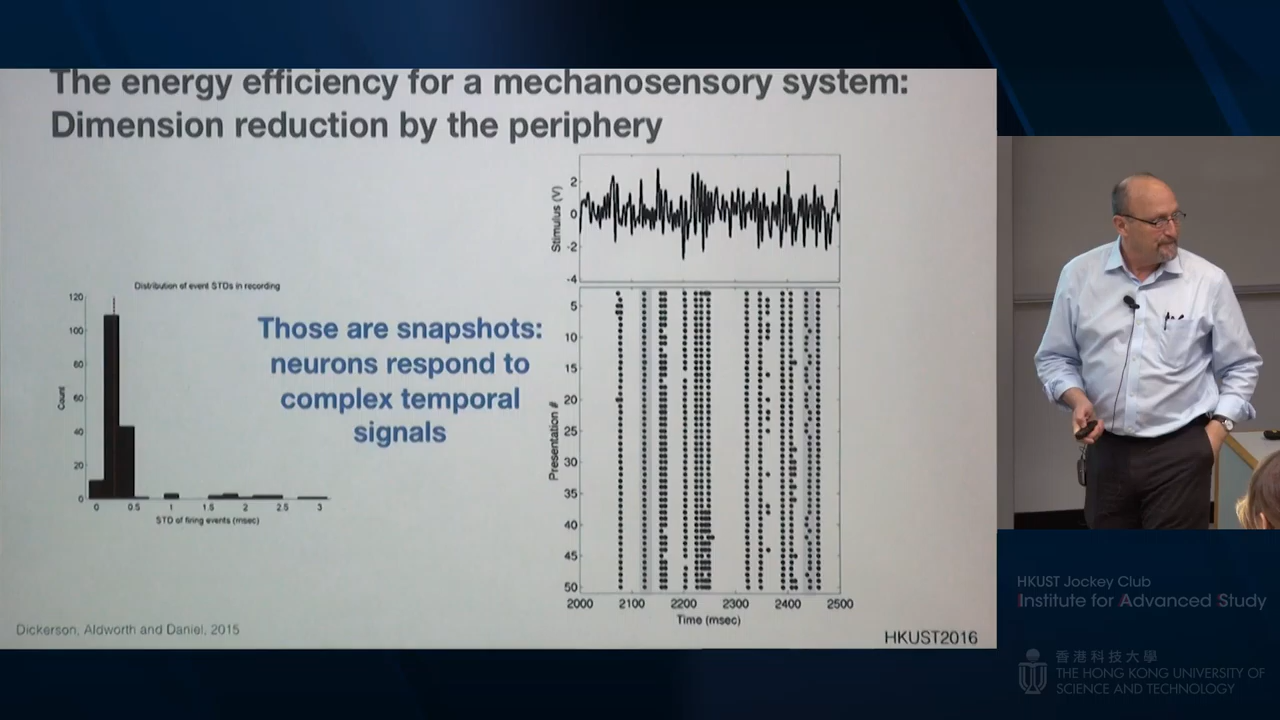 The energy efficiency for a mechanosensory system:
Dimension reduction by the periphery
Stimulus (V)
2
0
-2
-4
Distribution of event STDs in recording
Count
120
100
80
60
40
20
0
0 0.5 1 1.5 2 2.5 3
STD of firing events (msec)
Those are snapshots:
neurons respond to
complex temporal
signals
Presentation #
5
10
15
20
25
30
35
40
45
50
2000 2100 2200 2300 2400 2500
Time (msec)
Dickerson, Aldworth and Daniel, 2015
HKUST2016
HKUST Jockey Club
Institute for Advanced Study
香港科技大學
THE HONG KONG UNIVERSITY OF
SCIENCE AND TECHNOLOGY